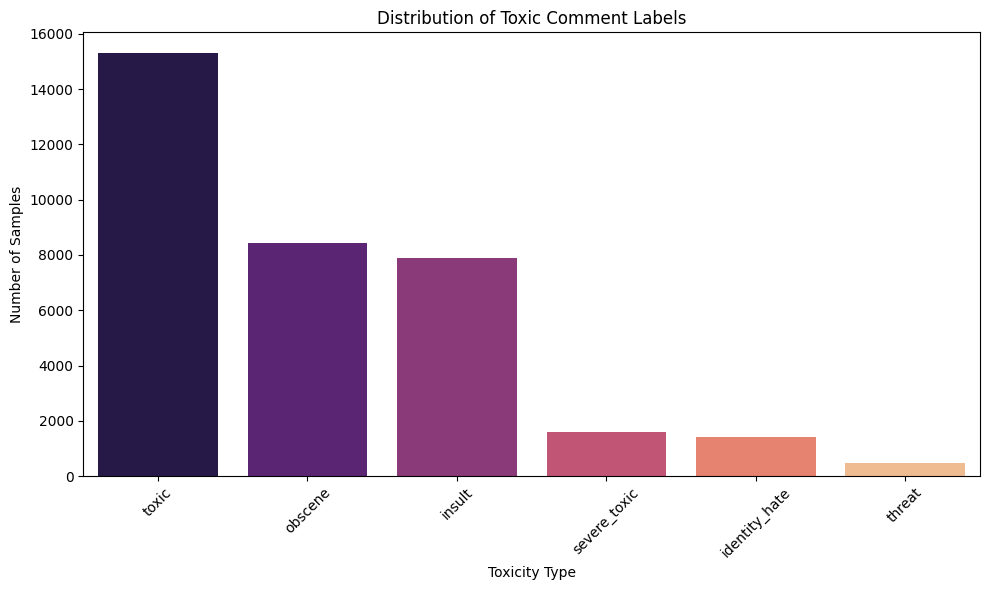 Distribution of Toxic Comment Labels
16000
14000
12000
10000
8000
6000
4000
2000
0
Number of Samples
toxic
obscene
insult
severe_toxic
identity_hate
threat
Toxicity Type